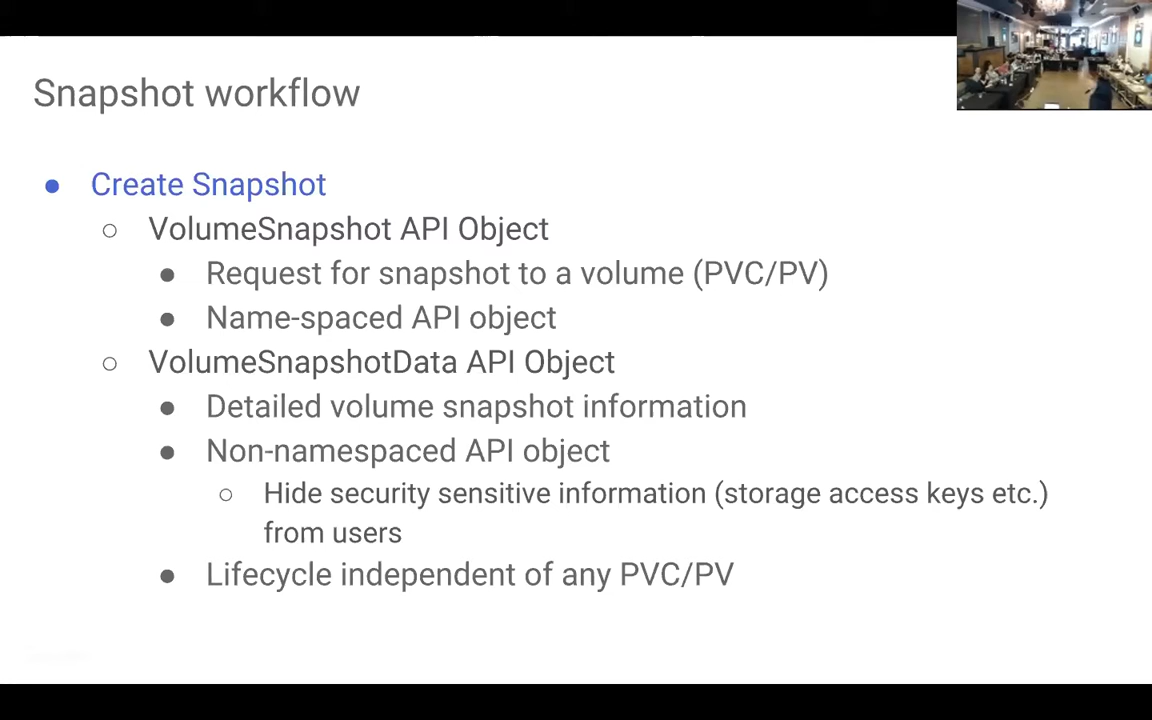 Snapshot workflow
● Create Snapshot
○ VolumeSnapshot API Object
● Request for snapshot to a volume (PVC/PV)
● Name-spaced API object
○ VolumeSnapshotData API Object
● Detailed volume snapshot information
● Non-namespaced API object
○ Hide security sensitive information (storage access keys etc.)
from users
● Lifecycle independent of any PVC/PV